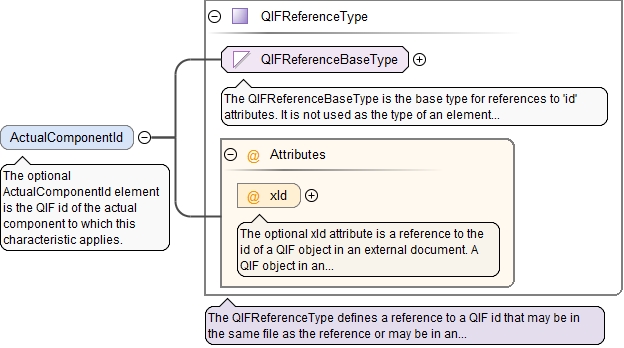 QIFReferenceType
QIFReferenceBaseType
The QIFReferenceBaseType is the base type for references to 'id'
attributes. It is not used as the type of an element...
ActualComponentId
The optional
ActualComponentId element
is the QIF id of the actual
component to which this
characteristic applies.
@ Attributes
@ xId
The optional xId attribute is a reference to the
id of a QIF object in an external document. A
QIF object in an...
The QIFReferenceType defines a reference to a QIF id that may be in
the same file as the reference or may be in an...